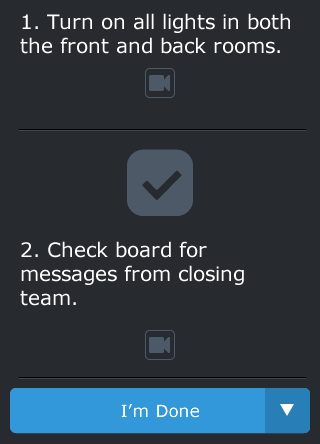 1. Turn on all lights in both
the front and back rooms.
2. Check board for
messages from closing
team.
I'm Done